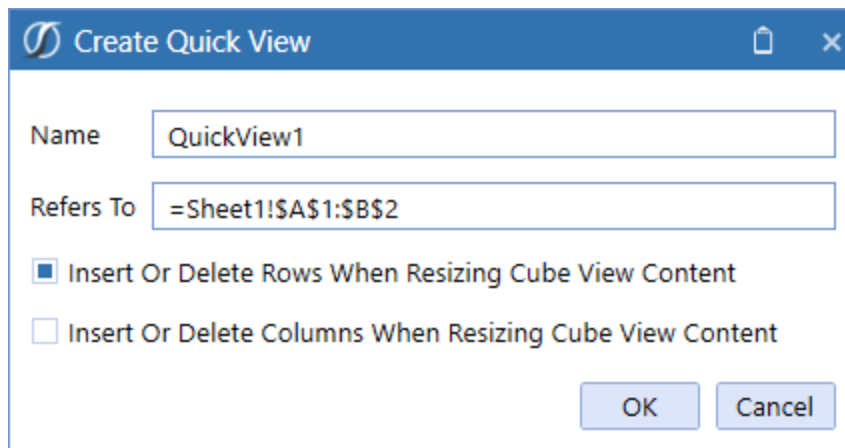 Create Quick View
Name QuickView1
Refers To =Sheet1!$A$1:$B$2
Insert Or Delete Rows When Resizing Cube View Content
Insert Or Delete Columns When Resizing Cube View Content
OK Cancel